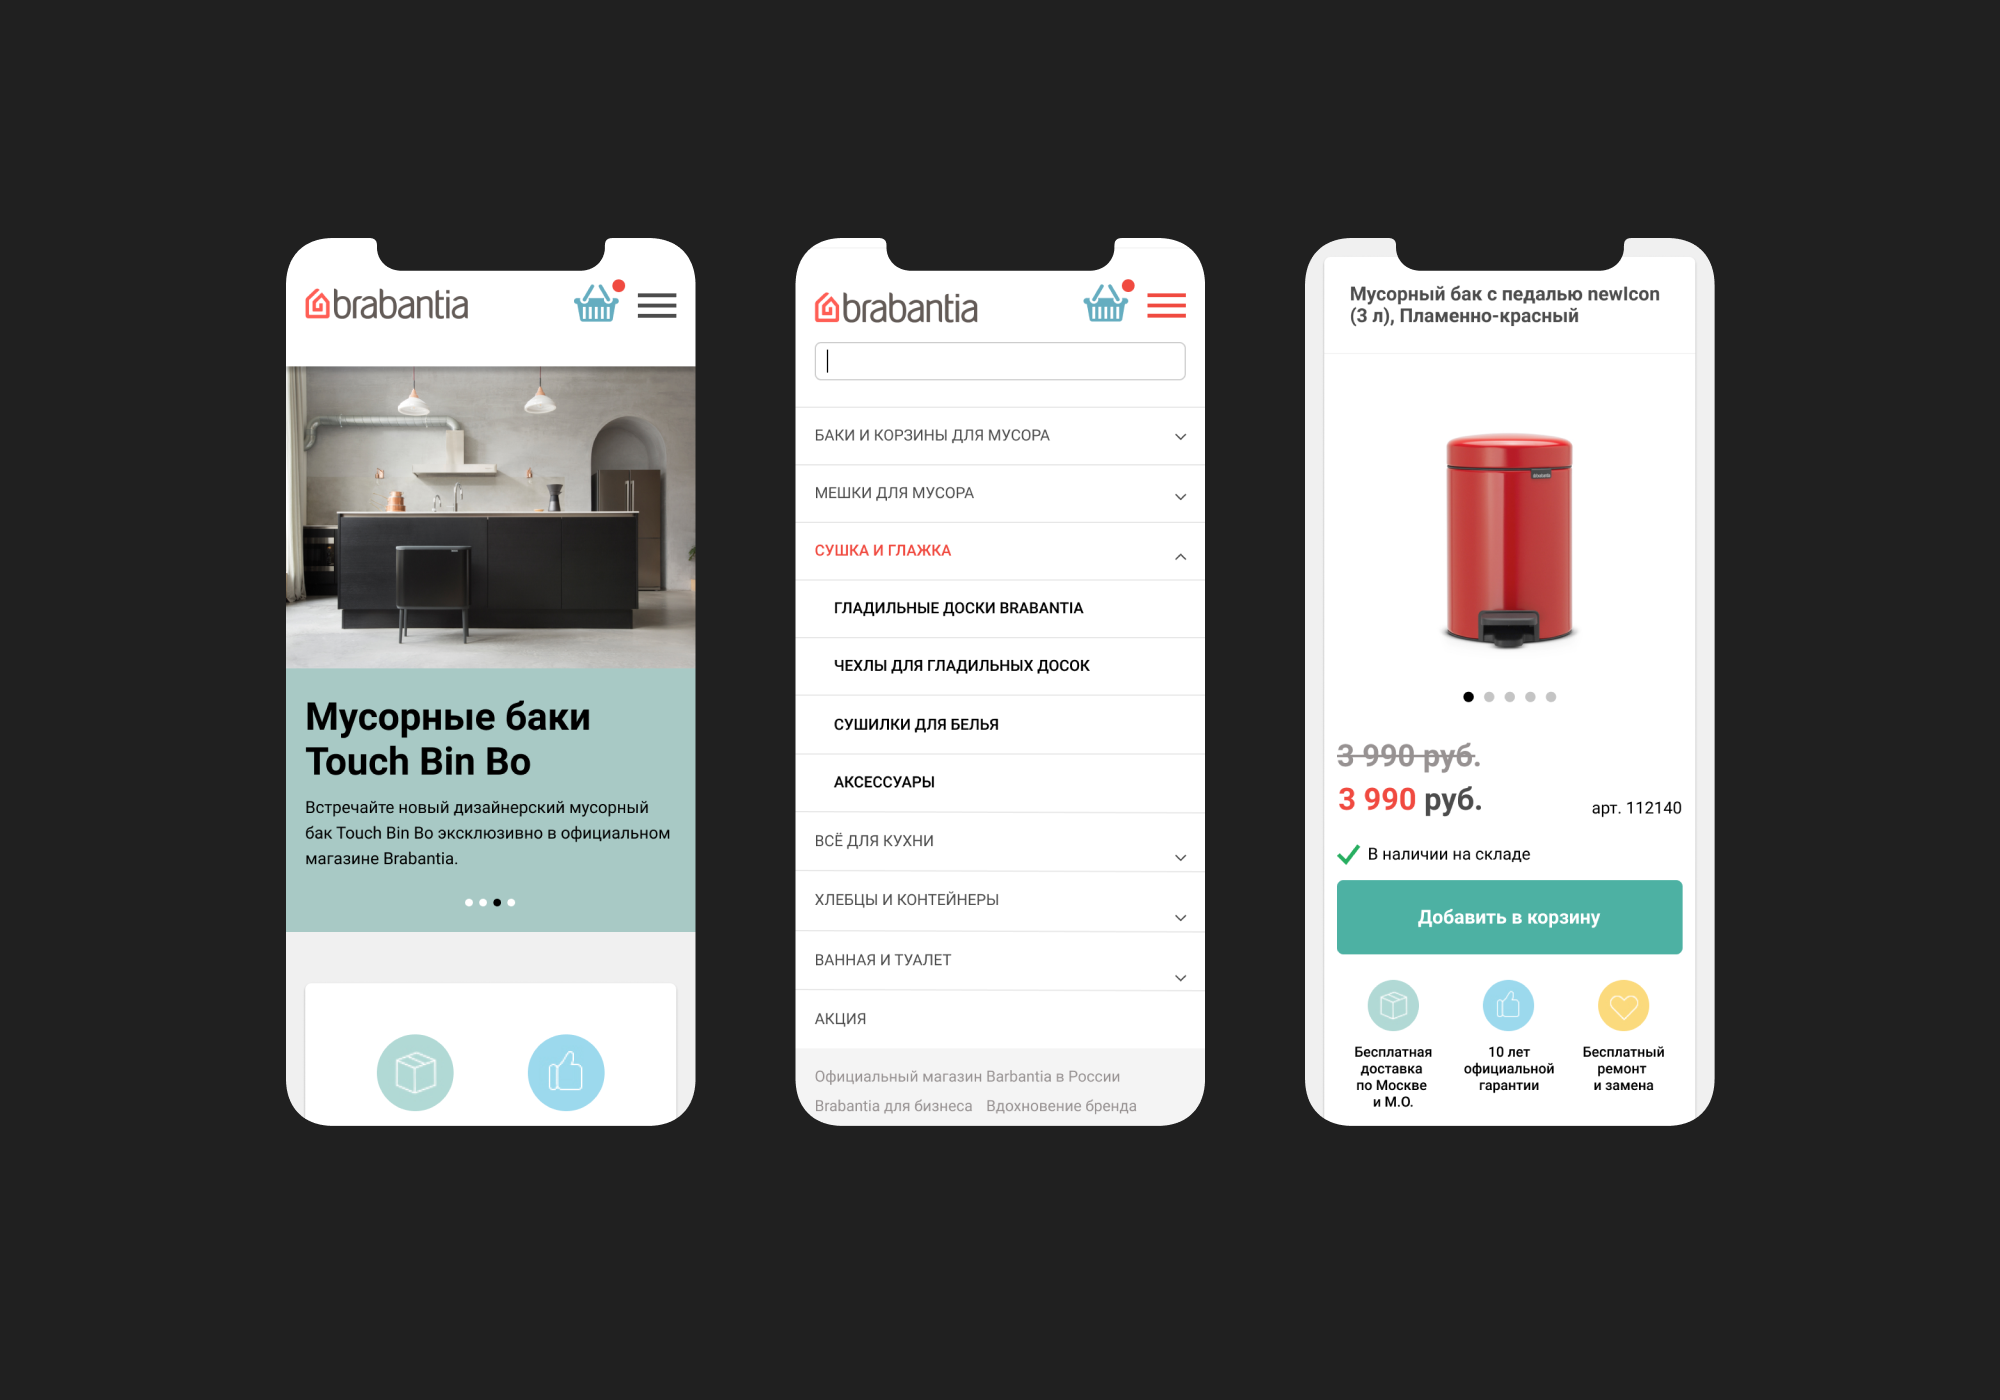 brabantia
Мусорные баки
Touch Bin Bo
Встречайте новый дизайнерский мусорный
бак Touch Bin Bo эксклюзивно в официальном
магазине Brabantia.
brabantia
БАКИ И КОРЗИНЫ ДЛЯ МУСОРА
МЕШКИ ДЛЯ МУСОРА
СУШКА И ГЛАЖКА
ГЛАДИЛЬНЫЕ ДОСКИ BRABANTIA
ЧЕХЛЫ ДЛЯ ГЛАДИЛЬНЫХ ДОСОК
СУШИЛКИ ДЛЯ БЕЛЬЯ
АКСЕССУАРЫ
ВСЁ ДЛЯ КУХНИ
ХЛЕБЦЫ И КОНТЕЙНЕРЫ
ВАННАЯ И ТУАЛЕТ
АКЦИЯ
Официальный магазин Barbantia в России
Brabantia для бизнеса Вдохновение бренда
Мусорный бак с педалью newIcon
(3 л), Пламенно-красный
3 990 руб.
3 990 руб.
арт. 112140
В наличии на складе
Добавить в корзину
Бесплатная
доставка
по Москве
и М.О.
10 лет
официальной
гарантии
Бесплатный
ремонт
и замена